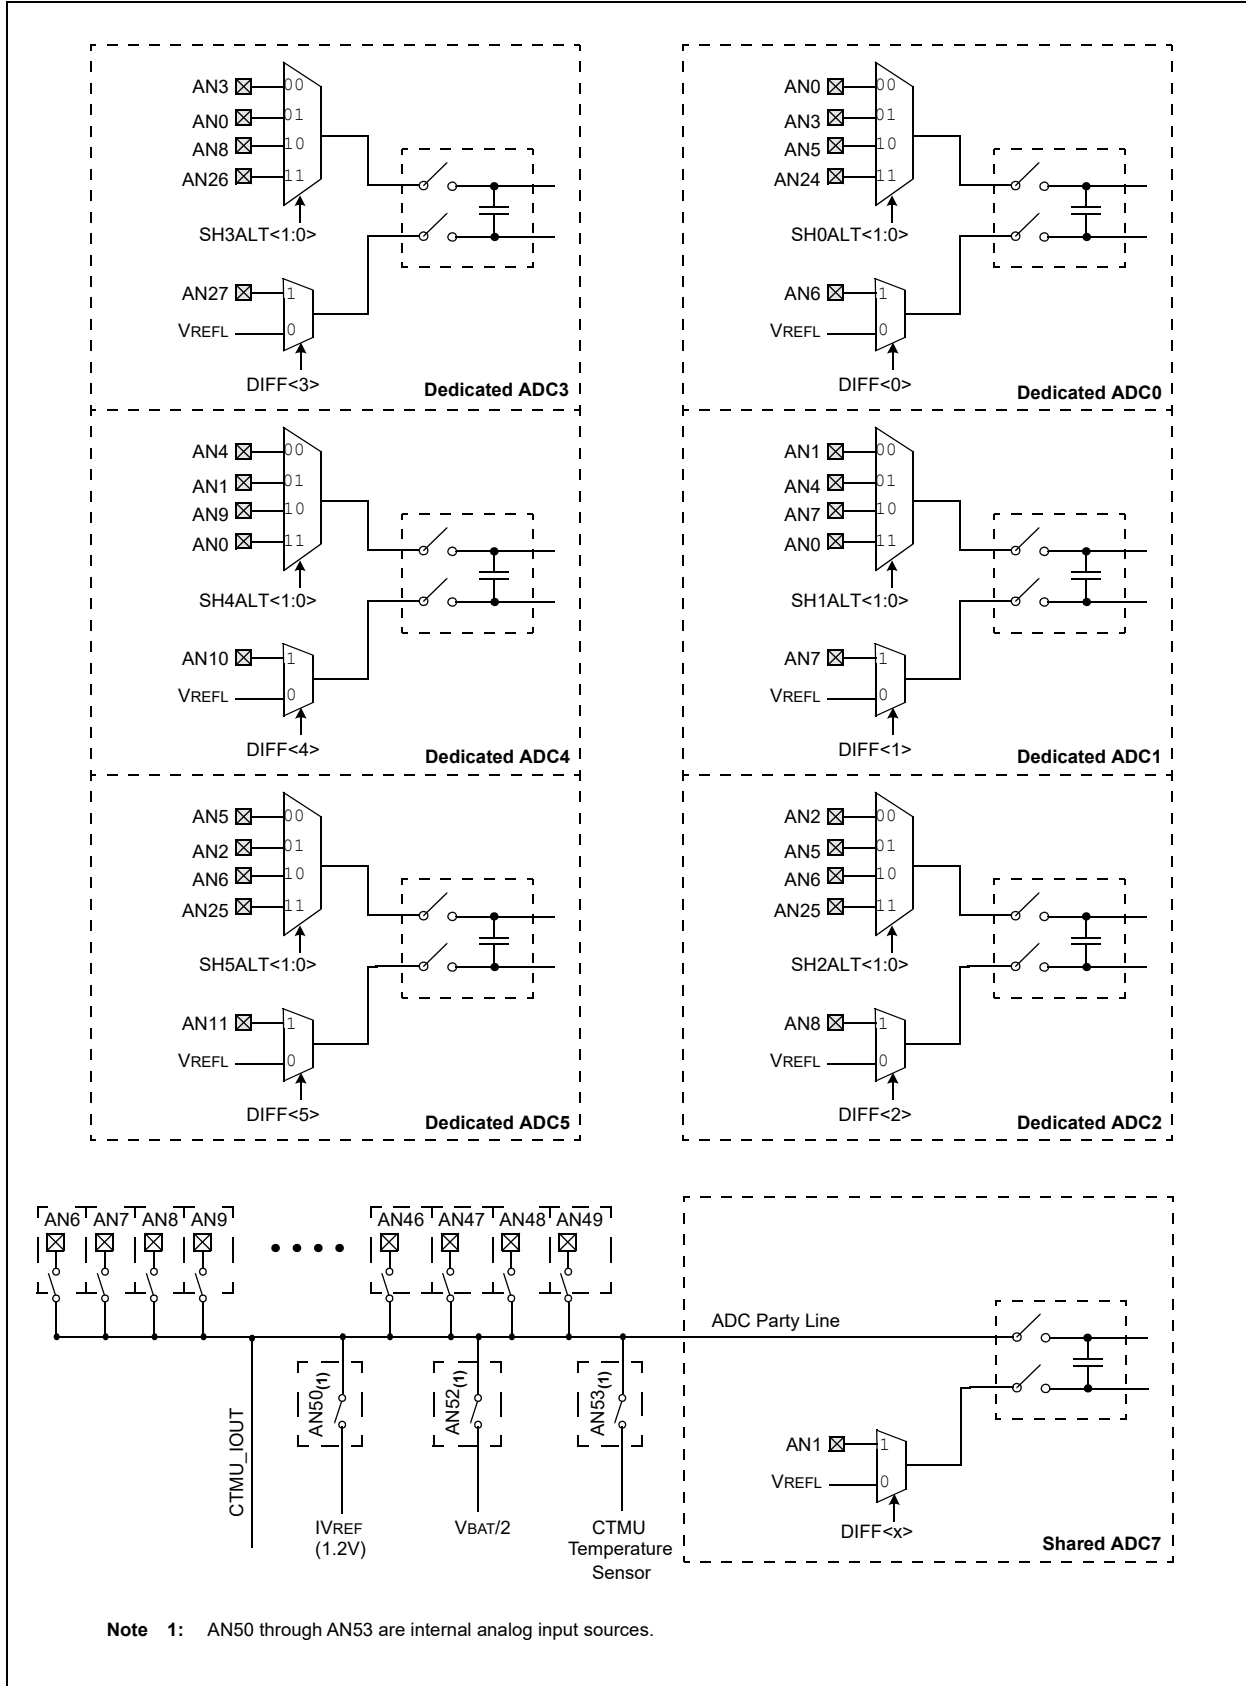 AN3 00
AN0 01
AN8 10
AN26 11
SH3ALT<1:0>
AN27 1
VREFL 0
DIFF<3>
Dedicated ADC3
AN0 00
AN3 01
AN5 10
AN24 11
SH0ALT<1:0>
AN6 1
VREFL 0
DIFF<0>
Dedicated ADC0
AN4 00
AN1 01
AN9 10
AN0 11
SH4ALT<1:0>
AN10 1
VREFL 0
DIFF<4>
Dedicated ADC4
AN1 00
AN4 01
AN7 10
AN0 11
SH1ALT<1:0>
AN7 1
VREFL 0
DIFF<1>
Dedicated ADC1
AN5 00
AN2 01
AN6 10
AN25 11
SH5ALT<1:0>
AN11 1
VREFL 0
DIFF<5>
Dedicated ADC5
AN2 00
AN5 01
AN6 10
AN25 11
SH2ALT<1:0>
AN8 1
VREFL 0
DIFF<2>
Dedicated ADC2
AN6 AN7 AN8 AN9 AN46 AN47 AN48 AN49
ADC Party Line
AN50(1)
AN52(1)
AN53(1)
CTMU_IOUT
IVREF
(1.2V)
VBAT/2
CTMU
Temperature
Sensor
AN1 1
VREFL 0
DIFF<x>
Shared ADC7
Note 1: AN50 through AN53 are internal analog input sources.